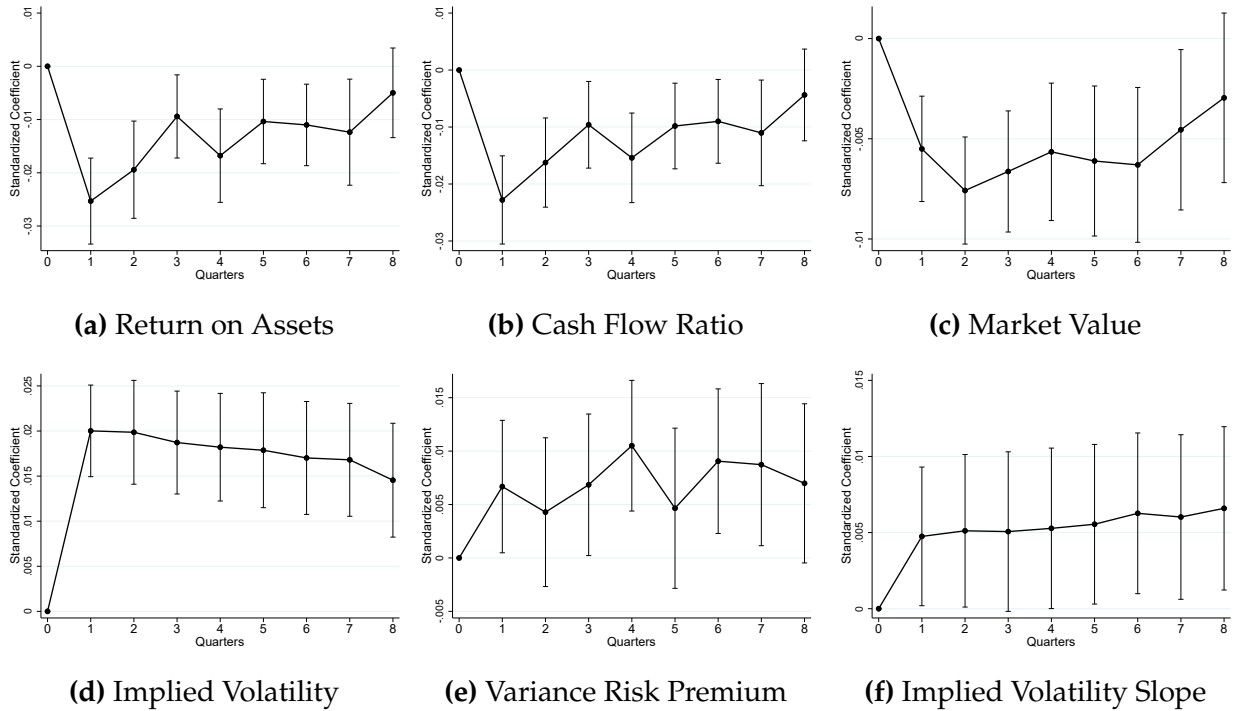 .01
0
-.01
-.02
-.03
Standardized Coefficient
0 1 2 3 4 5 6 7 8
Quarters
(a) Return on Assets
.01
0
-.01
-.02
-.03
Standardized Coefficient
0 1 2 3 4 5 6 7 8
Quarters
(b) Cash Flow Ratio
0
-.005
-.01
Standardized Coefficient
0 1 2 3 4 5 6 7 8
Quarters
(c) Market Value
.025
.02
.015
.01
.005
0
Standardized Coefficient
0 1 2 3 4 5 6 7 8
Quarters
(d) Implied Volatility
.015
.01
.005
0
-.005
Standardized Coefficient
0 1 2 3 4 5 6 7 8
Quarters
(e) Variance Risk Premium
.015
.01
.005
0
Standardized Coefficient
0 1 2 3 4 5 6 7 8
Quarters
(f) Implied Volatility Slope